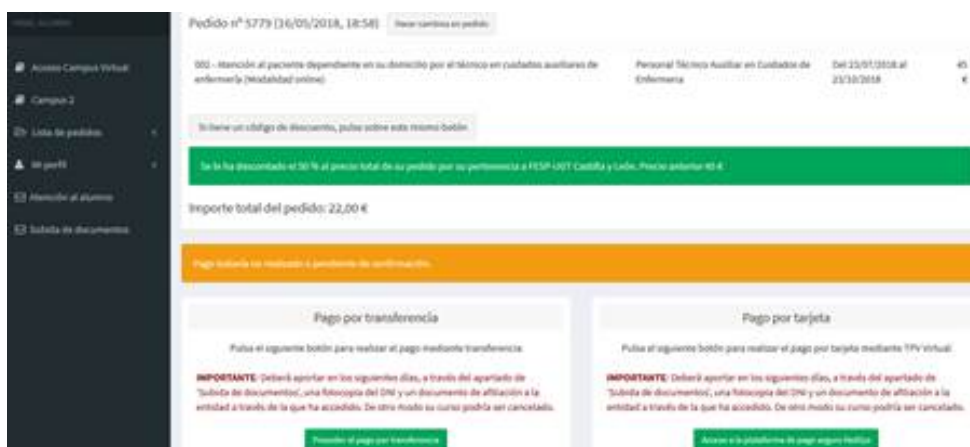 Pedido nº 5779 (16/05/2018, 18:58) Hacer cambios en pedido
Acceso Campus Virtual
002 - Atención al paciente dependiente en su domicilio por el técnico en cuidados auxiliares de
enfermería (Modalidad online)
Personal Técnico Auxiliar en Cuidados de
Enfermería
Del 23/07/2018 al
23/10/2018
45
€
Campus 2
Lista de pedidos
Si tiene un código de descuento, pulse sobre este mismo botón
Mi perfil
Se le ha descontado el 50 % al precio total de su pedido por su pertenencia a FESP-UGT Castilla y León. Precio anterior 45 €
Atención al alumno
Importe total del pedido: 22,00 €
Subida de documentos
Pago todavía no realizado o pendiente de confirmación.
Pago por transferencia
Pulsa el siguiente botón para realizar el pago mediante transferencia
IMPORTANTE: Deberá aportar en los siguientes días, a través del apartado de
'Subida de documentos', una fotocopia del DNI y un documento de afiliación a la
entidad a través de la que ha accedido. De otro modo su curso podría ser cancelado.
Proceder al pago por transferencia
Pago por tarjeta
Pulsa el siguiente botón para realizar el pago por tarjeta mediante TPV Virtual
IMPORTANTE: Deberá aportar en los siguientes días, a través del apartado de
'Subida de documentos', una fotocopia del DNI y un documento de afiliación a la
entidad a través de la que ha accedido. De otro modo su curso podría ser cancelado.
Acceso a la plataforma de pago seguro RedSys